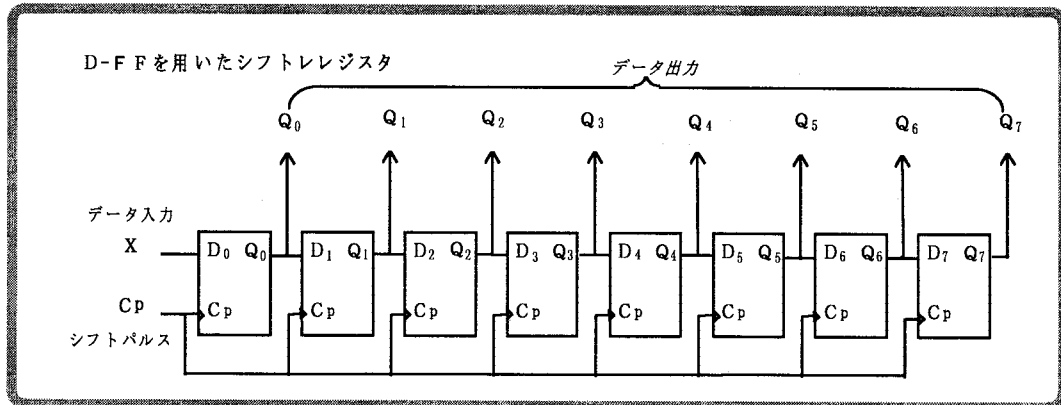 D-FFを用いたシフトレレジスタ
データ出力
Q₀ Q₁ Q₂ Q₃ Q₄ Q₅ Q₆ Q₇
データ入力
X
D₀ Q₀ D₁ Q₁ D₂ Q₂ D₃ Q₃ D₄ Q₄ D₅ Q₅ D₆ Q₆ D₇ Q₇
Cp
Cp Cp Cp Cp Cp Cp Cp Cp
シフトパルス